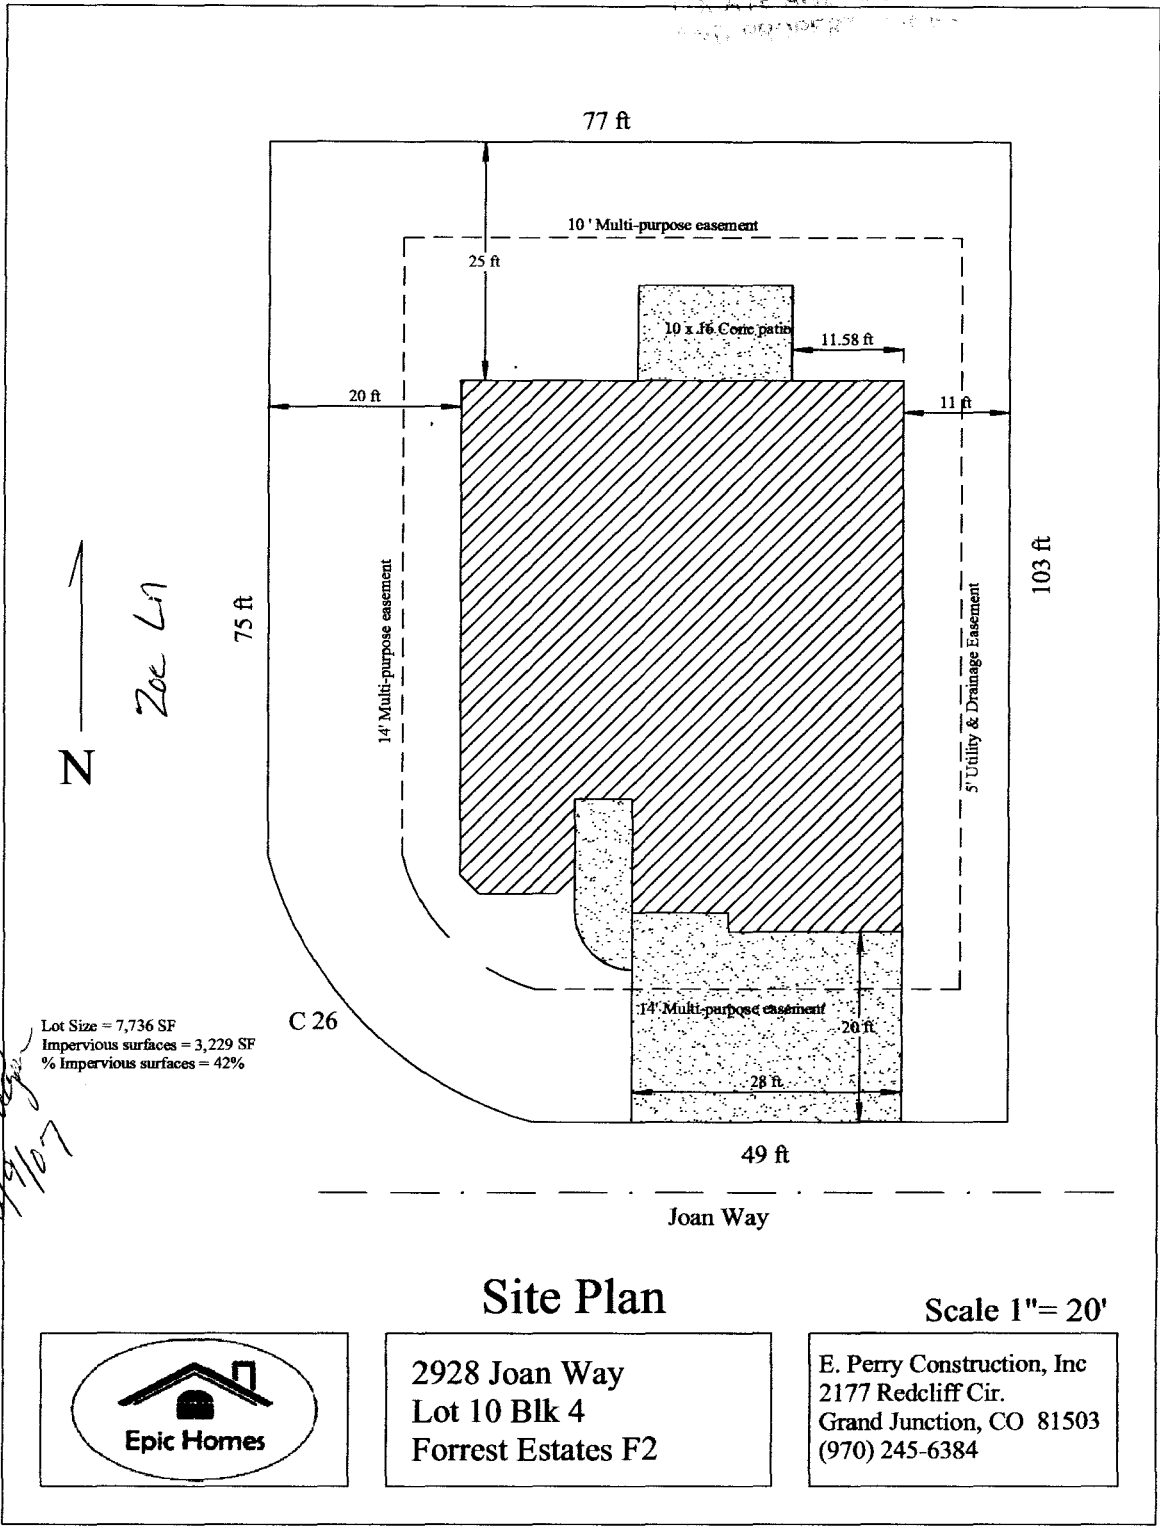 77 ft
10 ' Multi-purpose easement
25 ft
10 x 16 Conc patio
11.58 ft
20 ft
11 ft
103 ft
14' Multi-purpose easement
75 ft
Zoe Ln
5' Utility & Drainage Easement
N
C 26
14' Multi-purpose easement
20 ft
Lot Size = 7,736 SF
Impervious surfaces = 3,229 SF
% Impervious surfaces = 42%
28 ft
49 ft
Joan Way
Site Plan
Scale 1"= 20'
Epic Homes
2928 Joan Way
Lot 10 Blk 4
Forrest Estates F2
E. Perry Construction, Inc
2177 Redcliff Cir.
Grand Junction, CO 81503
(970) 245-6384